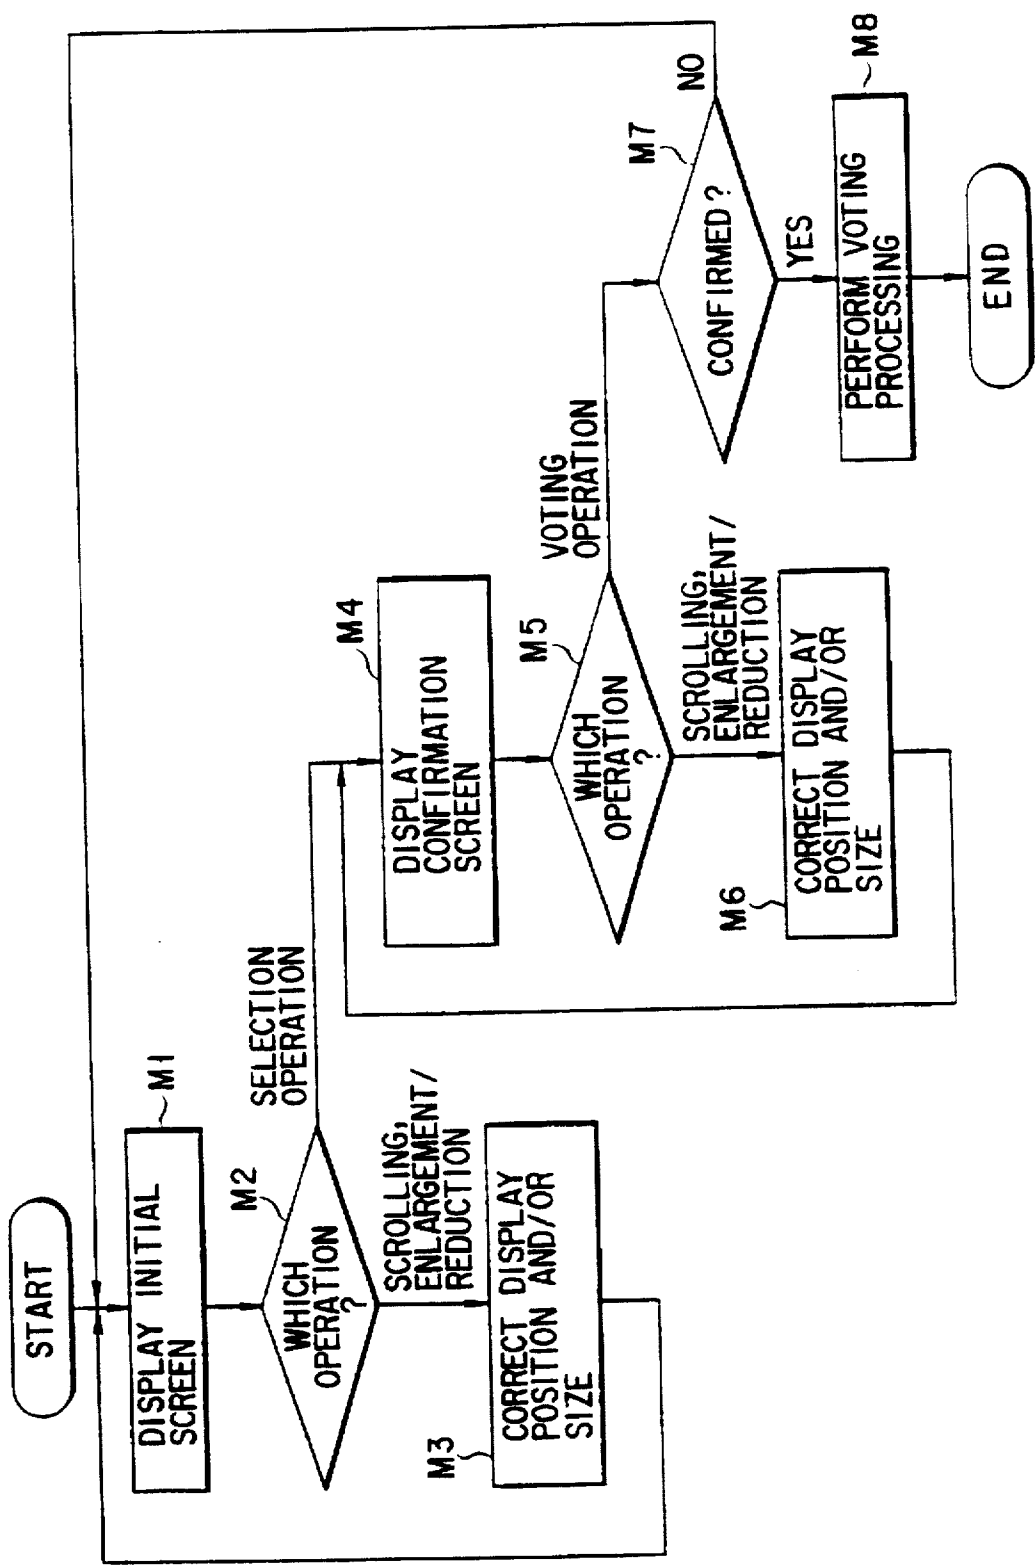 START
DISPLAY INITIAL
SCREEN
M1
WHICH
OPERATION
?
M2
SELECTION
OPERATION
SCROLLING,
ENLARGEMENT/
REDUCTION
M3
CORRECT DISPLAY
POSITION AND/OR
SIZE
M4
DISPLAY
CONFIRMATION
SCREEN
M5
WHICH
OPERATION
?
VOTING
OPERATION
SCROLLING,
ENLARGEMENT/
REDUCTION
M6
CORRECT DISPLAY
POSITION AND/OR
SIZE
M7
CONFIRMED?
NO
YES
M8
PERFORM VOTING
PROCESSING
END